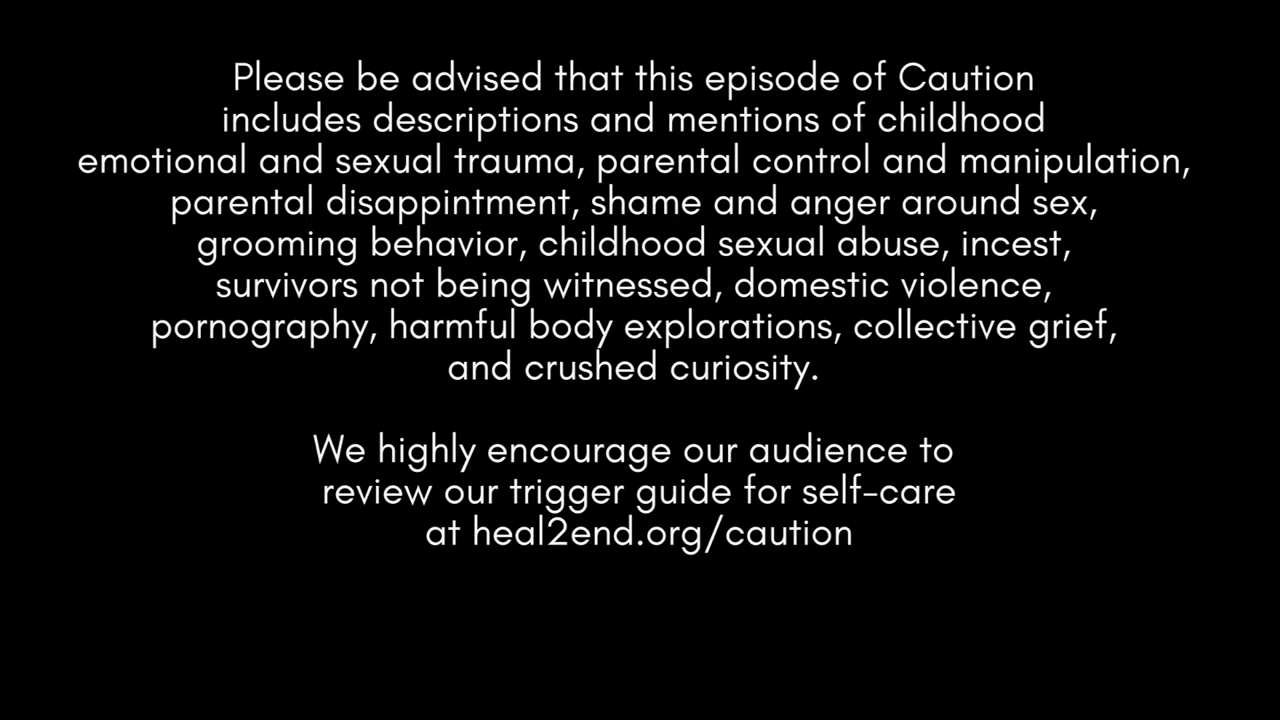 Please be advised that this episode of Caution
includes descriptions and mentions of childhood
emotional and sexual trauma, parental control and manipulation,
parental disappintment, shame and anger around sex,
grooming behavior, childhood sexual abuse, incest,
survivors not being witnessed, domestic violence,
pornography, harmful body explorations, collective grief,
and crushed curiosity.
We highly encourage our audience to
review our trigger guide for self-care
at heal2end.org/caution